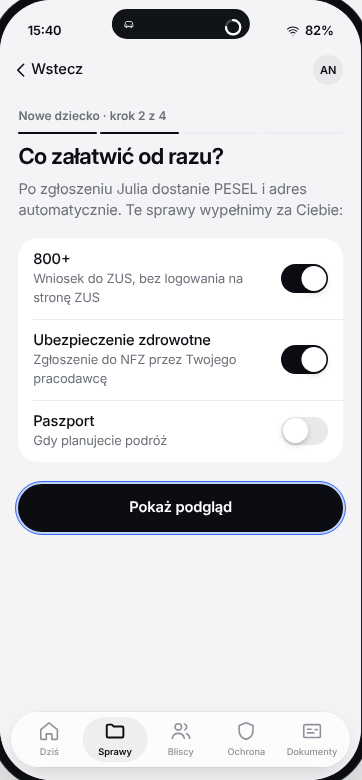 15:40
82%
Wstecz
AN
Nowe dziecko · krok 2 z 4
Co załatwić od razu?
Po zgłoszeniu Julia dostanie PESEL i adres
automatycznie. Te sprawy wypełnimy za Ciebie:
800+
Wniosek do ZUS, bez logowania na
stronę ZUS
Ubezpieczenie zdrowotne
Zgłoszenie do NFZ przez Twojego
pracodawcę
Paszport
Gdy planujecie podróż
Pokaż podgląd
Dziś
Sprawy
Bliscy
Ochrona
Dokumenty